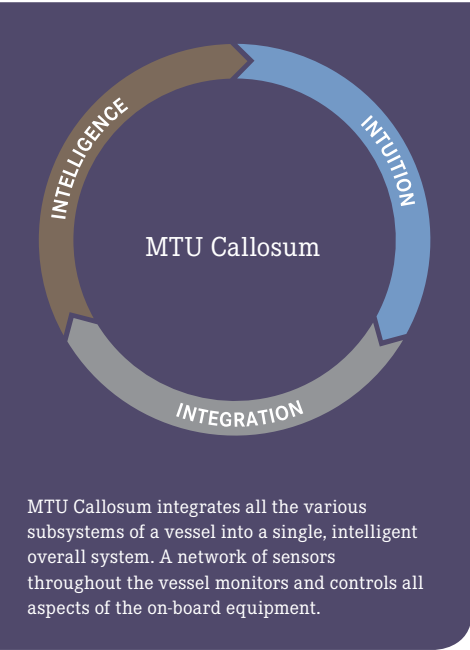 INTELLIGENCE
INTUITION
MTU Callosum
INTEGRATION
MTU Callosum integrates all the various
subsystems of a vessel into a single, intelligent
overall system. A network of sensors
throughout the vessel monitors and controls all
aspects of the on-board equipment.